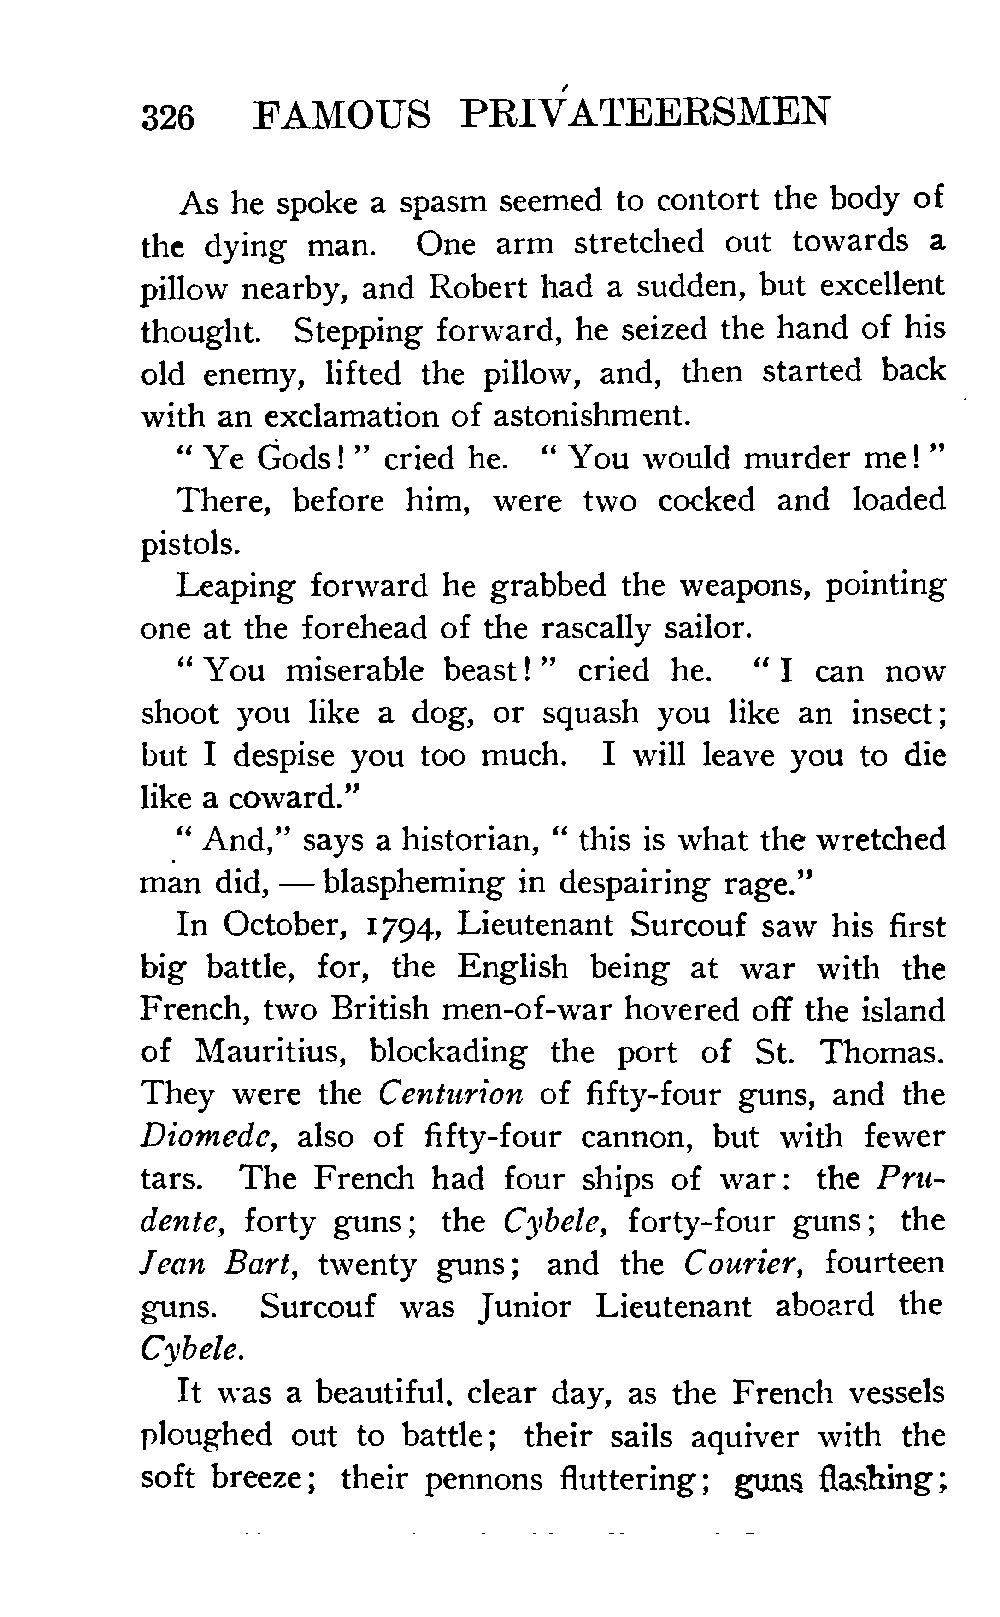 326 FAMOUS PRIVATEERSMEN
As he spoke a spasm seemed to contort the body of
the dying man. One arm stretched out towards a
pillow nearby, and Robert had a sudden, but excellent
thought. Stepping forward, he seized the hand of his
old enemy, lifted the pillow, and, then started back
with an exclamation of astonishment.
“ Ye Gods! ” cried he. “ You would murder me! ”
There, before him, were two cocked and loaded
pistols.
Leaping forward he grabbed the weapons, pointing
one at the forehead of the rascally sailor.
“ You miserable beast! ” cried he. “ I can now
shoot you like a dog, or squash you like an insect;
but I despise you too much. I will leave you to die
like a coward.”
“ And,” says a historian, “ this is what the wretched
man did, — blaspheming in despairing rage.”
In October, 1794, Lieutenant Surcouf saw his first
big battle, for, the English being at war with the
French, two British men-of-war hovered off the island
of Mauritius, blockading the port of St. Thomas.
They were the Centurion of fifty-four guns, and the
Diomede, also of fifty-four cannon, but with fewer
tars. The French had four ships of war: the Pru-
dente, forty guns; the Cybele, forty-four guns; the
Jean Bart, twenty guns; and the Courier, fourteen
guns. Surcouf was Junior Lieutenant aboard the
Cybele.
It was a beautiful, clear day, as the French vessels
ploughed out to battle; their sails aquiver with the
soft breeze; their pennons fluttering; guns flashing;